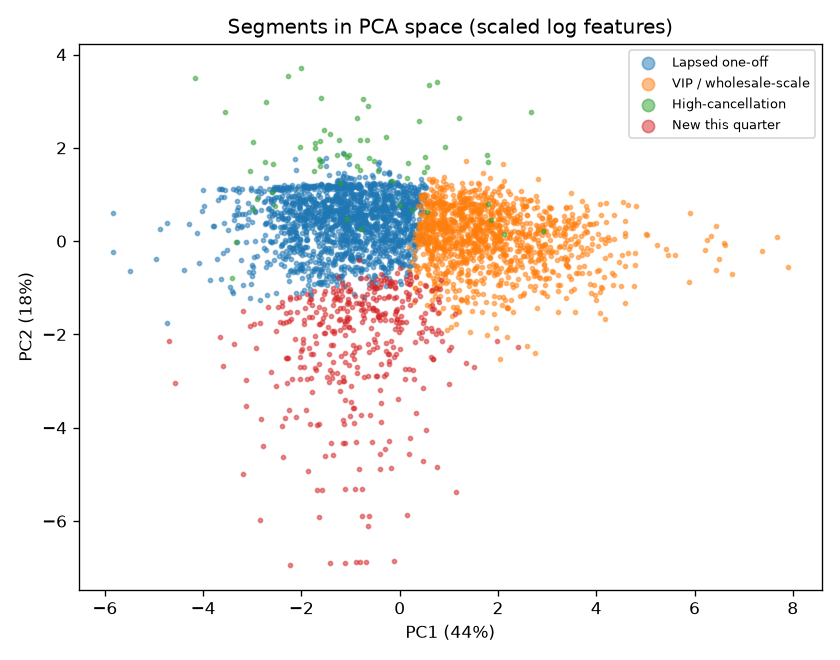 Segments in PCA space (scaled log features)
Lapsed one-off
VIP / wholesale-scale
High-cancellation
New this quarter
PC2 (18%)
4
2
0
−2
−4
−6
−6
−4
−2
0
2
4
6
8
PC1 (44%)